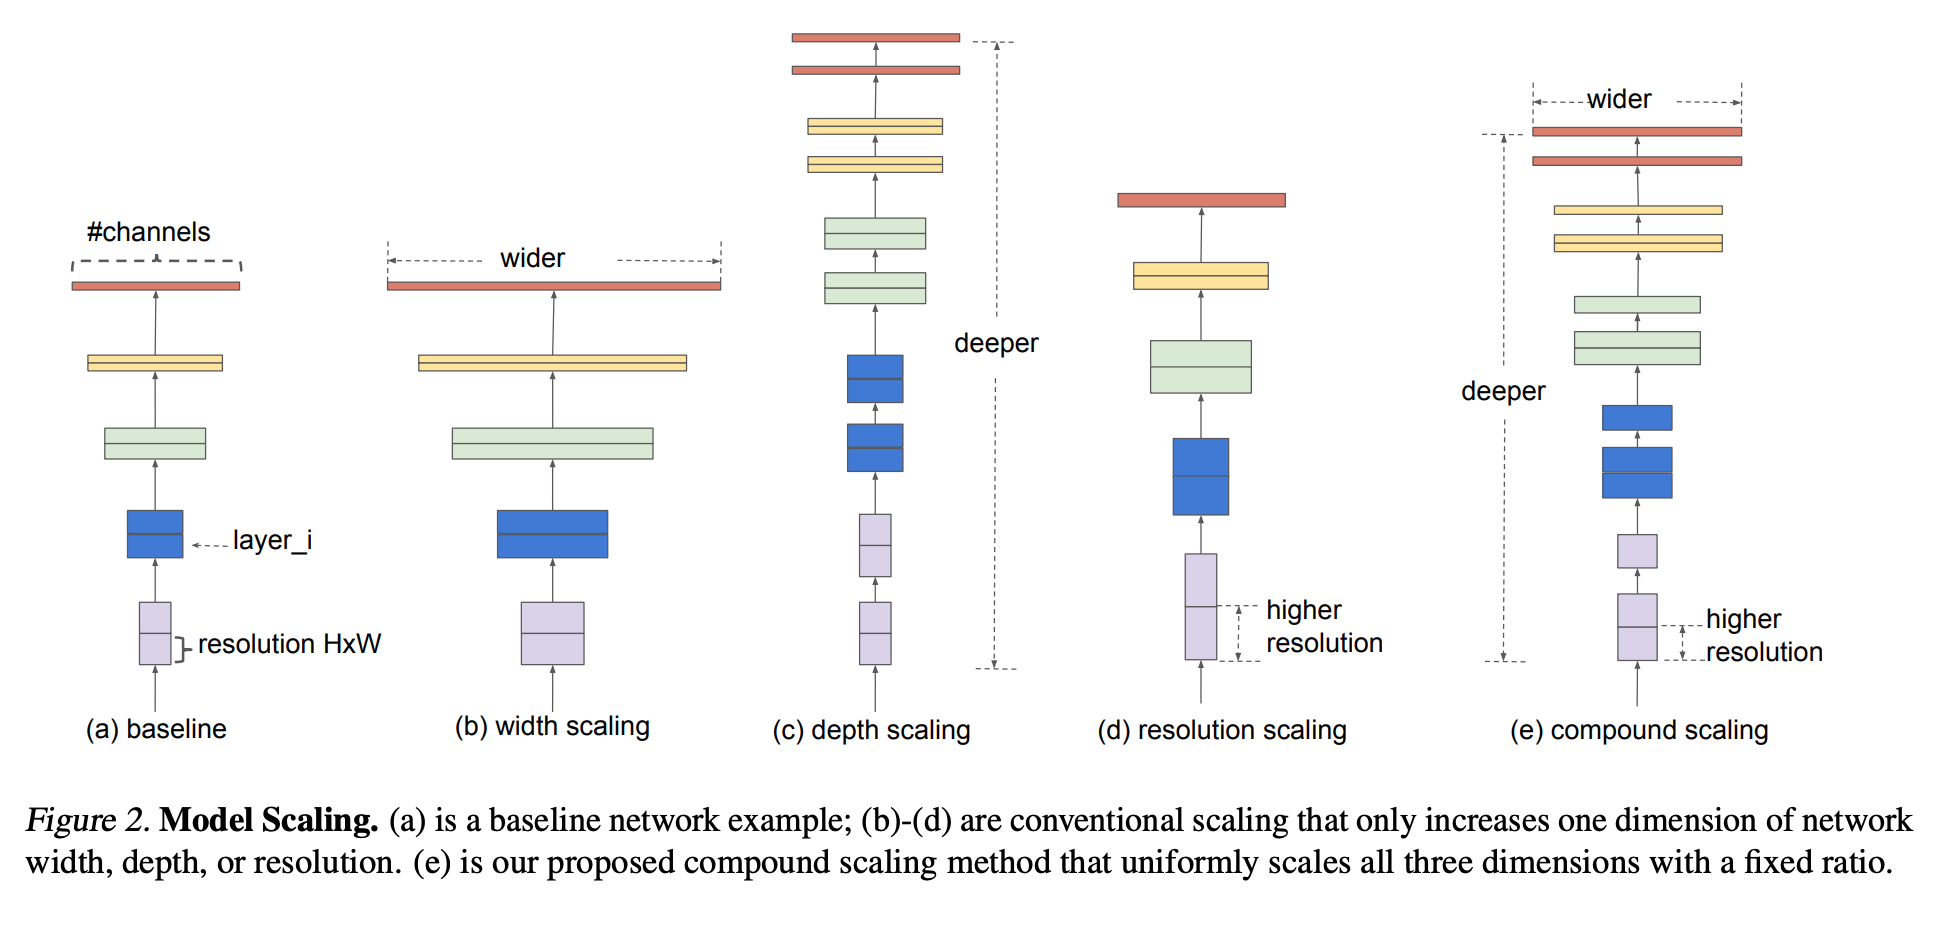 #channels
layer_i
resolution HxW
(a) baseline
wider
(b) width scaling
deeper
(c) depth scaling
higher
resolution
(d) resolution scaling
wider
deeper
higher
resolution
(e) compound scaling
Figure 2. Model Scaling. (a) is a baseline network example; (b)-(d) are conventional scaling that only increases one dimension of network
width, depth, or resolution. (e) is our proposed compound scaling method that uniformly scales all three dimensions with a fixed ratio.